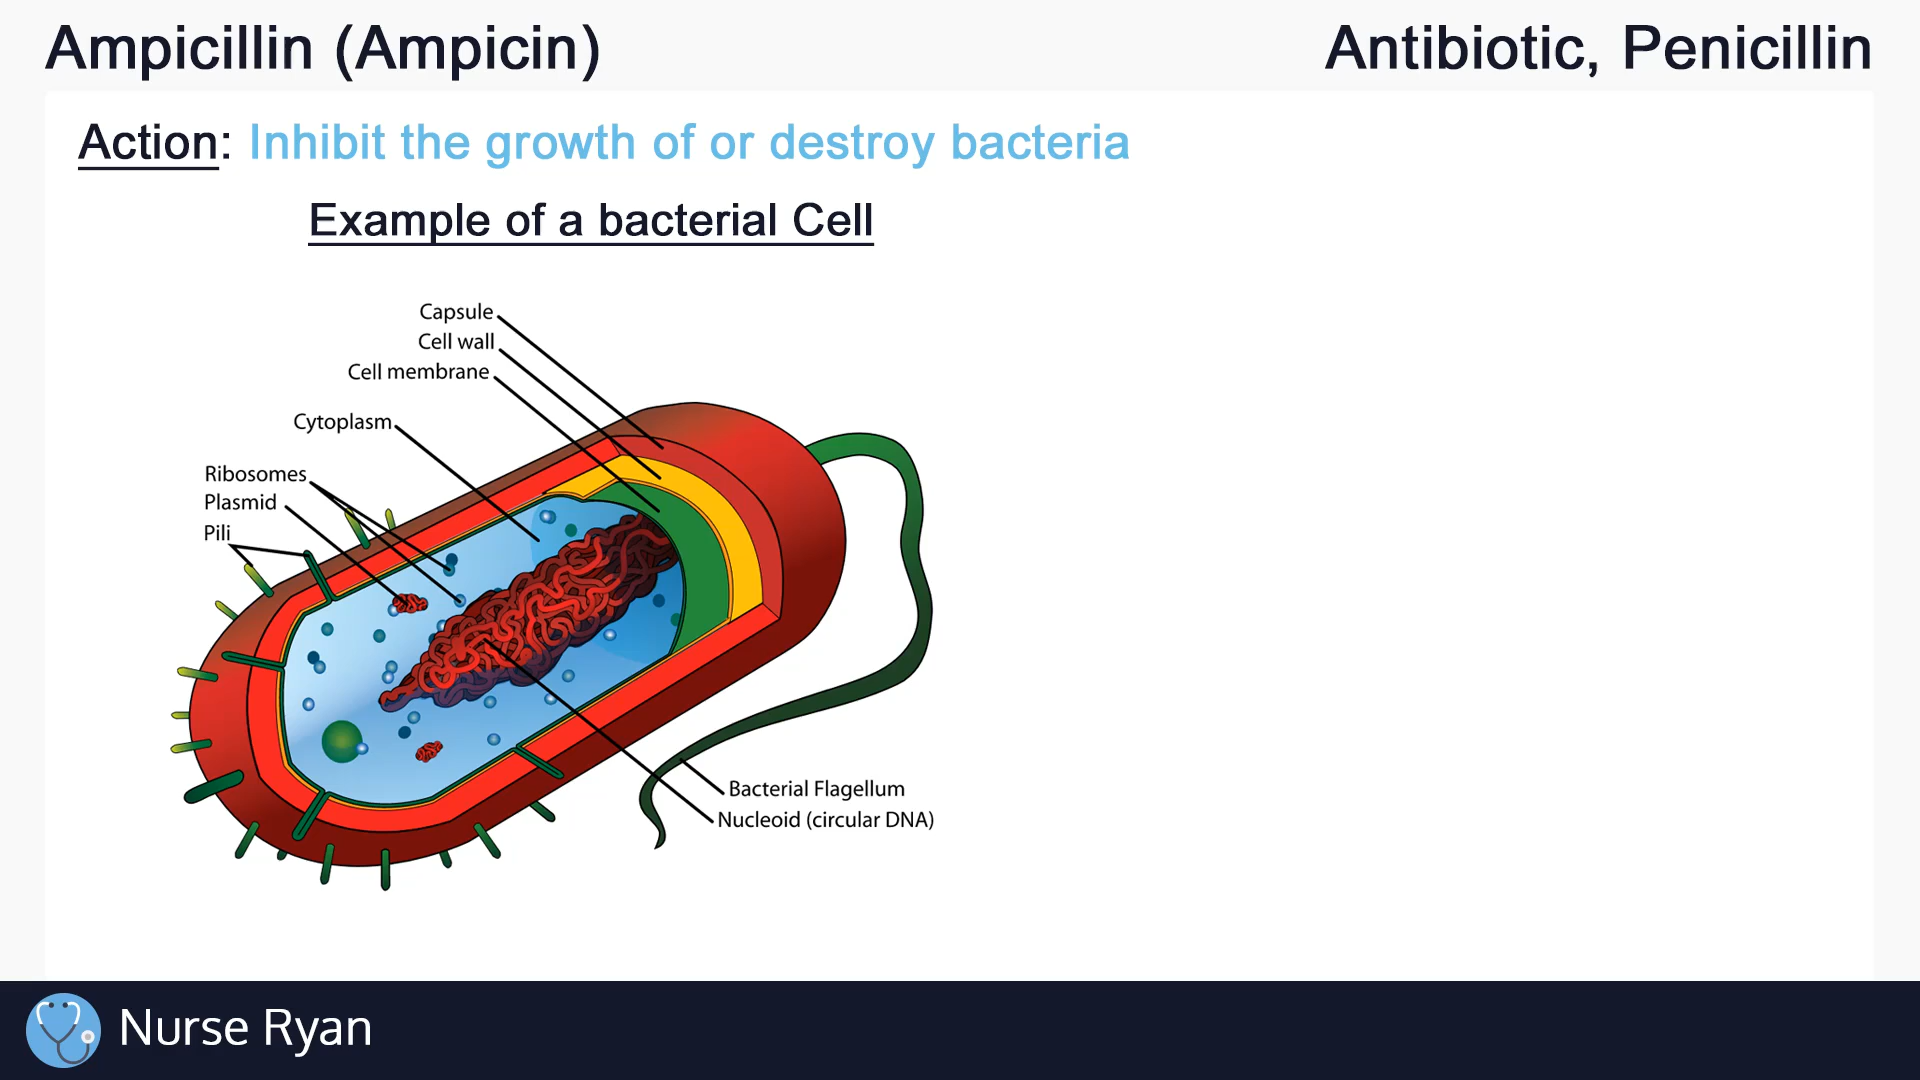 Ampicillin (Ampicin)
Antibiotic, Penicillin
Action: Inhibit the growth of or destroy bacteria
Example of a bacterial Cell
Capsule
Cell wall
Cell membrane
Cytoplasm
Ribosomes
Plasmid
Pili
Bacterial Flagellum
Nucleoid (circular DNA)
Nurse Ryan